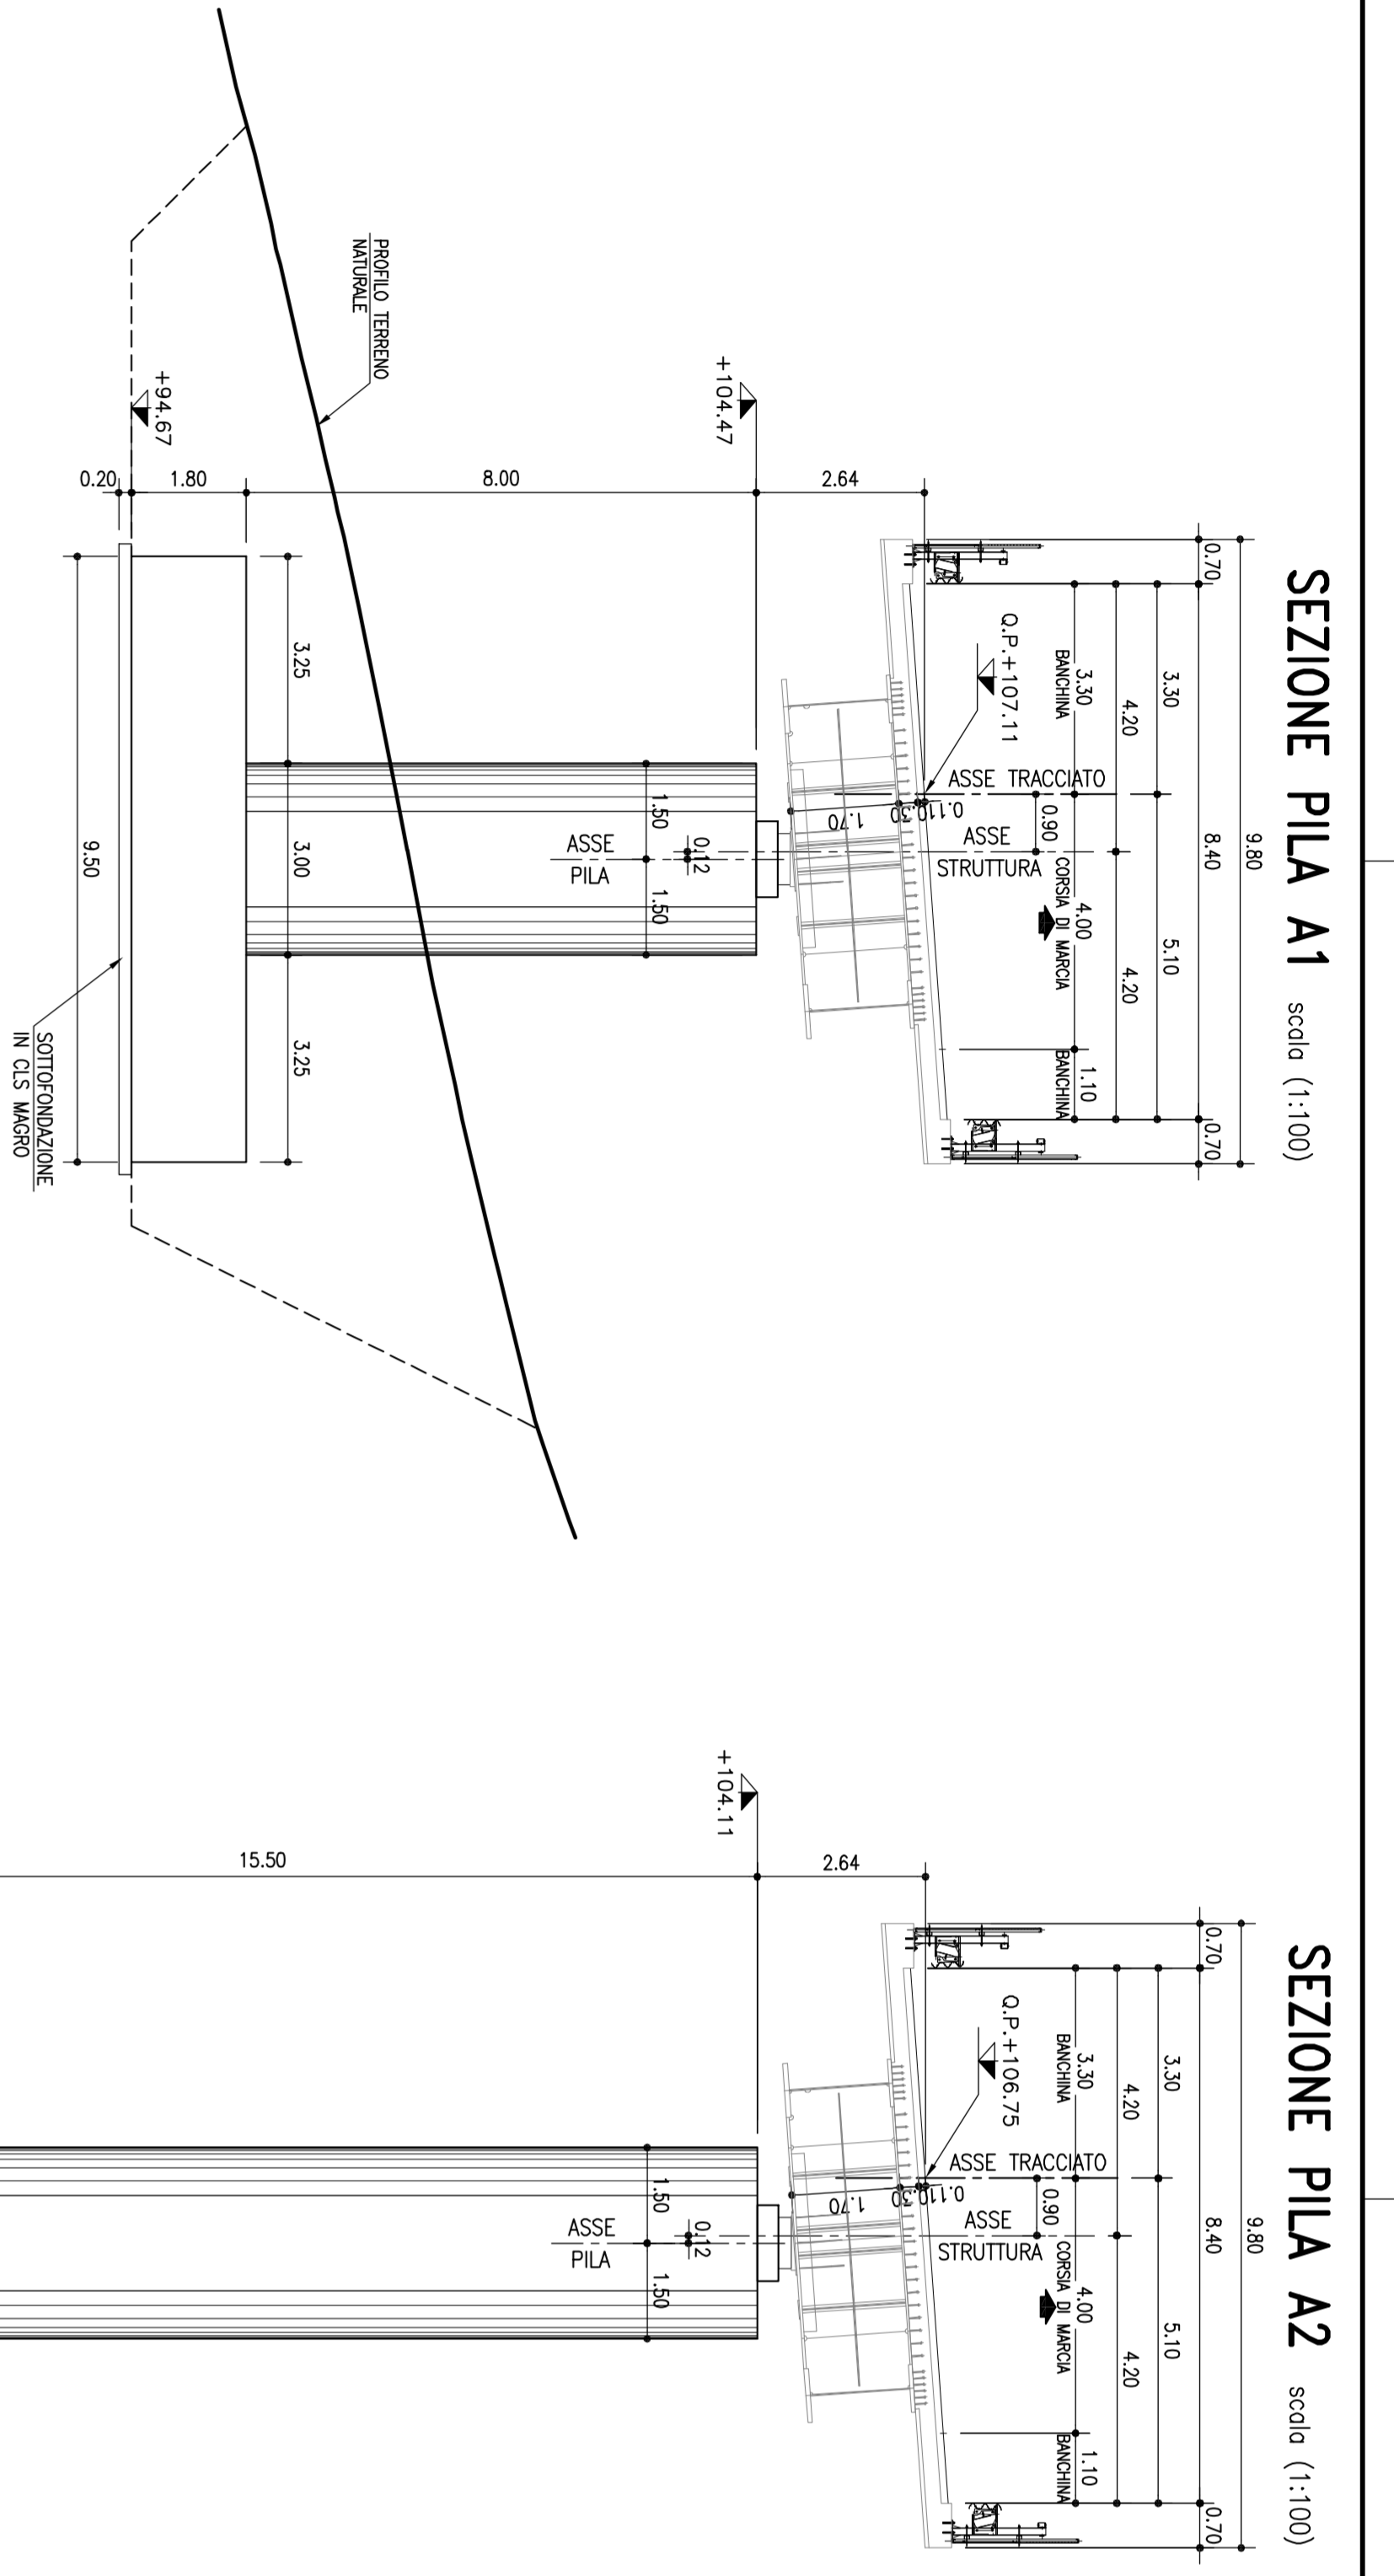 SEZIONE PILA A1 scala (1:100)
9.80
0.70 8.40 0.70
3.30 5.10
4.20 4.20
3.30 4.00 1.10
BANCHINA CORSIA DI MARCIA BANCHINA
0.90
Q.P.+107.11
ASSE TRACCIATO
ASSE
STRUTTURA
0.11
0.30
1.70
2.64
+104.47
0.12
1.50 1.50
ASSE
PILA
8.00
PROFILO TERRENO
NATURALE
3.25 3.00 3.25
1.80
+94.67
0.20
9.50
SOTTOFONDAZIONE
IN CLS MAGRO
SEZIONE PILA A2 scala (1:100)
9.80
0.70 8.40 0.70
3.30 5.10
4.20 4.20
3.30 4.00 1.10
BANCHINA CORSIA DI MARCIA BANCHINA
0.90
Q.P.+106.75
ASSE TRACCIATO
ASSE
STRUTTURA
0.11
0.30
1.70
2.64
+104.11
0.12
1.50 1.50
ASSE
PILA
15.50